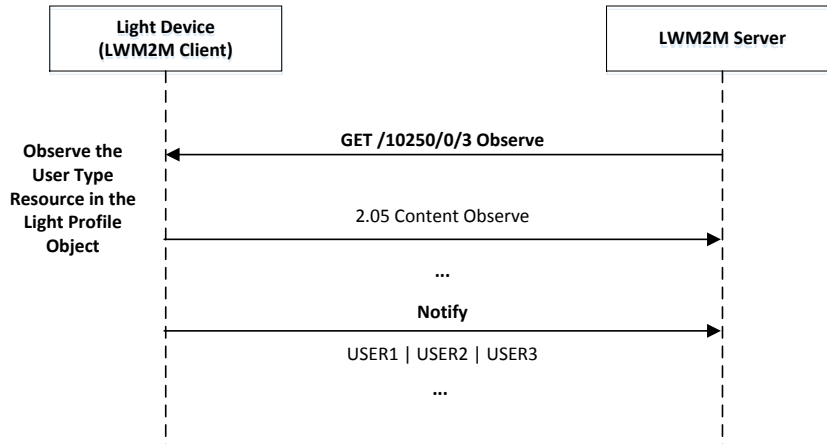 Light Device
(LWM2M Client)
LWM2M Server
Observe the
User Type
Resource in the
Light Profile
Object
GET /10250/0/3 Observe
2.05 Content Observe
...
Notify
USER1 | USER2 | USER3
...